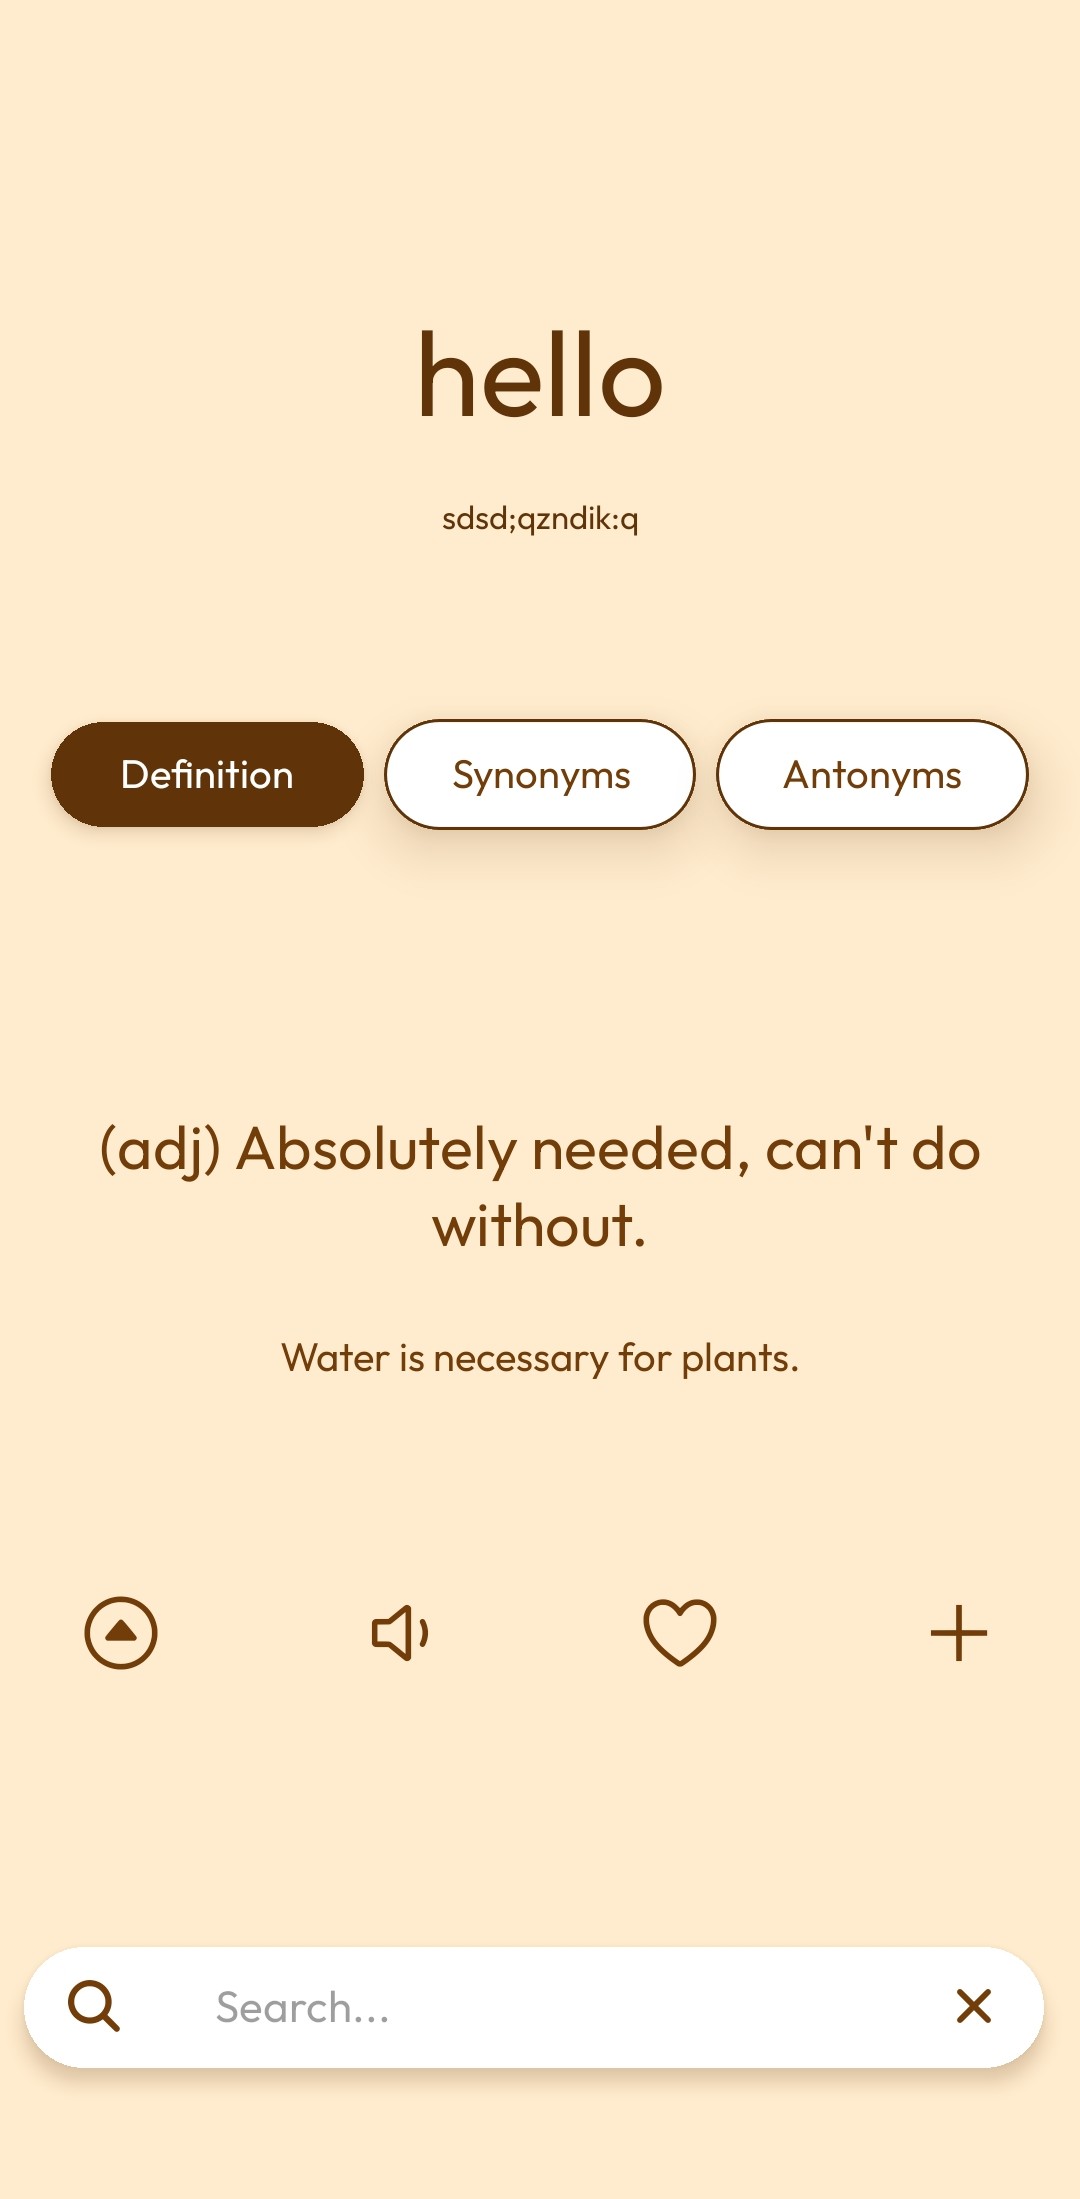 hello
sdsd;qzndik:q
Definition
Synonyms
Antonyms
(adj) Absolutely needed, can't do
without.
Water is necessary for plants.
Search...